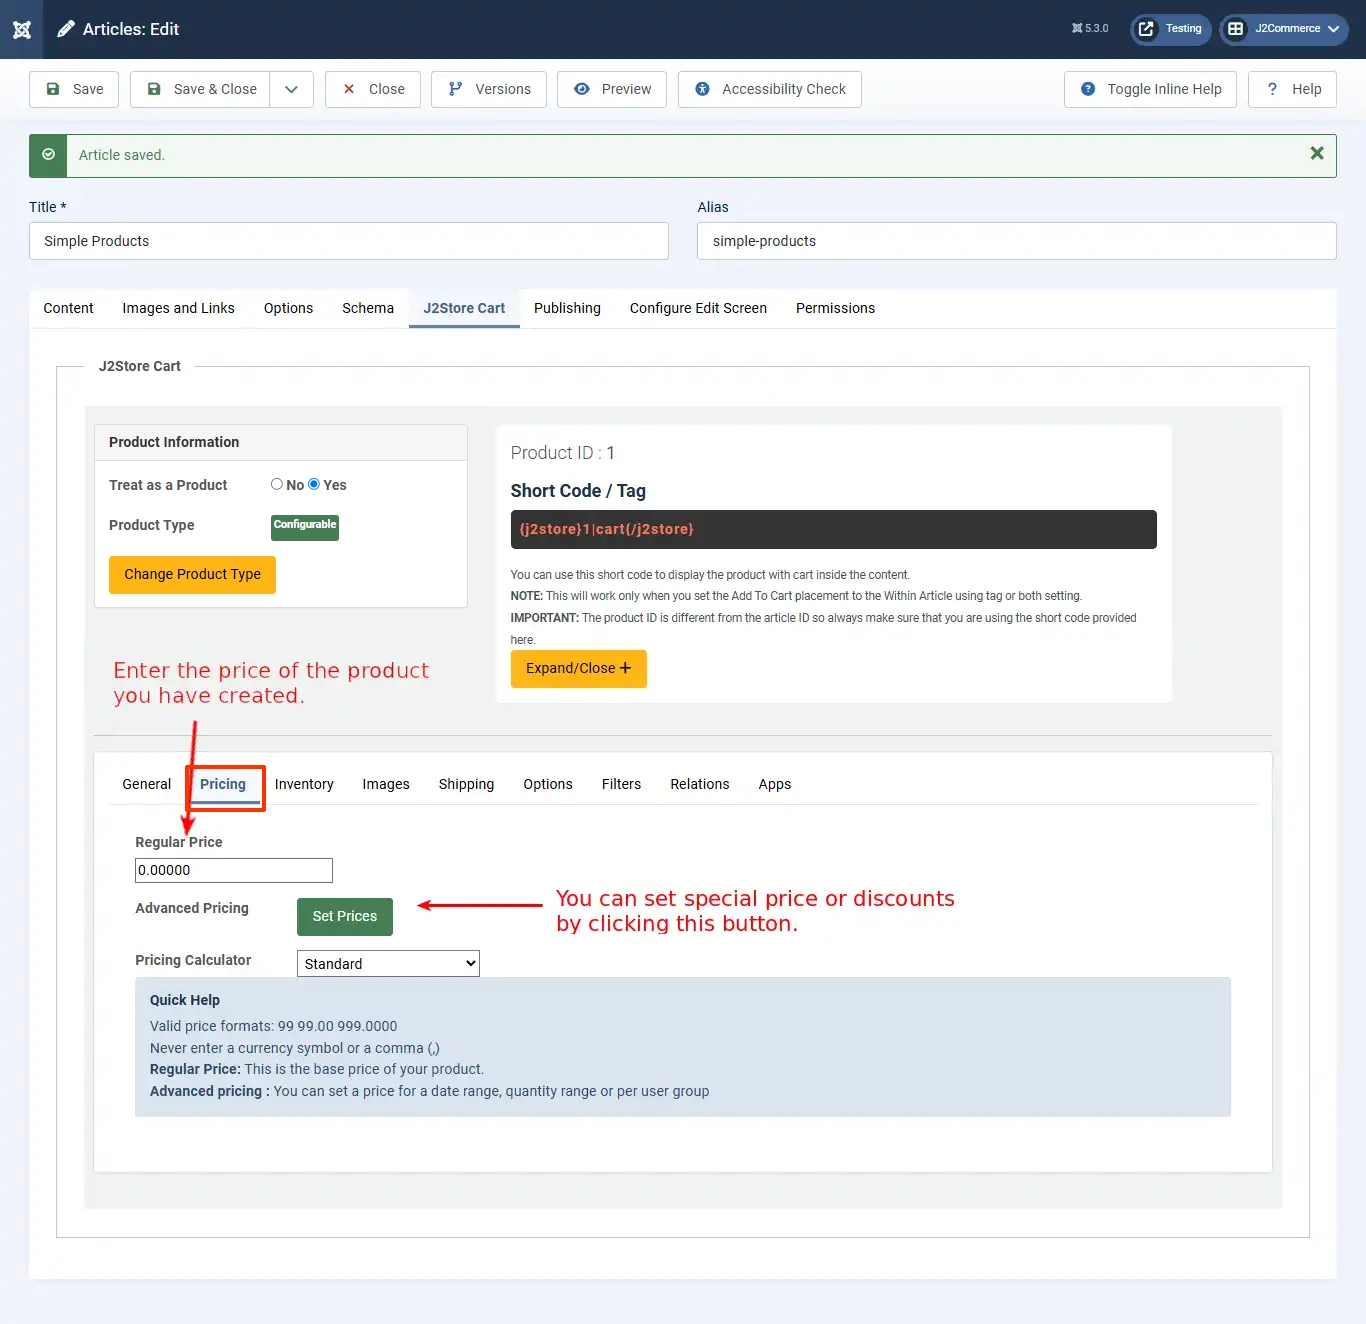 Articles: Edit
5.3.0
Testing
J2Commerce
Save
Save & Close
Close
Versions
Preview
Accessibility Check
Toggle Inline Help
? Help
Article saved.
Title *
Alias
Simple Products
simple-products
Content
Images and Links
Options
Schema
J2Store Cart
Publishing
Configure Edit Screen
Permissions
J2Store Cart
Product Information
Treat as a Product
No
Yes
Product Type
Configurable
Change Product Type
Product ID : 1
Short Code / Tag
{j2store}1|cart{/j2store}
You can use this short code to display the product with cart inside the content.
NOTE: This will work only when you set the Add To Cart placement to the Within Article using tag or both setting.
IMPORTANT: The product ID is different from the article ID so always make sure that you are using the short code provided
here.
Expand/Close +
Enter the price of the product
you have created.
General
Pricing
Inventory
Images
Shipping
Options
Filters
Relations
Apps
Regular Price
0.00000
Advanced Pricing
Set Prices
You can set special price or discounts
by clicking this button.
Pricing Calculator
Standard
Quick Help
Valid price formats: 99 99.00 999.0000
Never enter a currency symbol or a comma (,)
Regular Price: This is the base price of your product.
Advanced pricing : You can set a price for a date range, quantity range or per user group